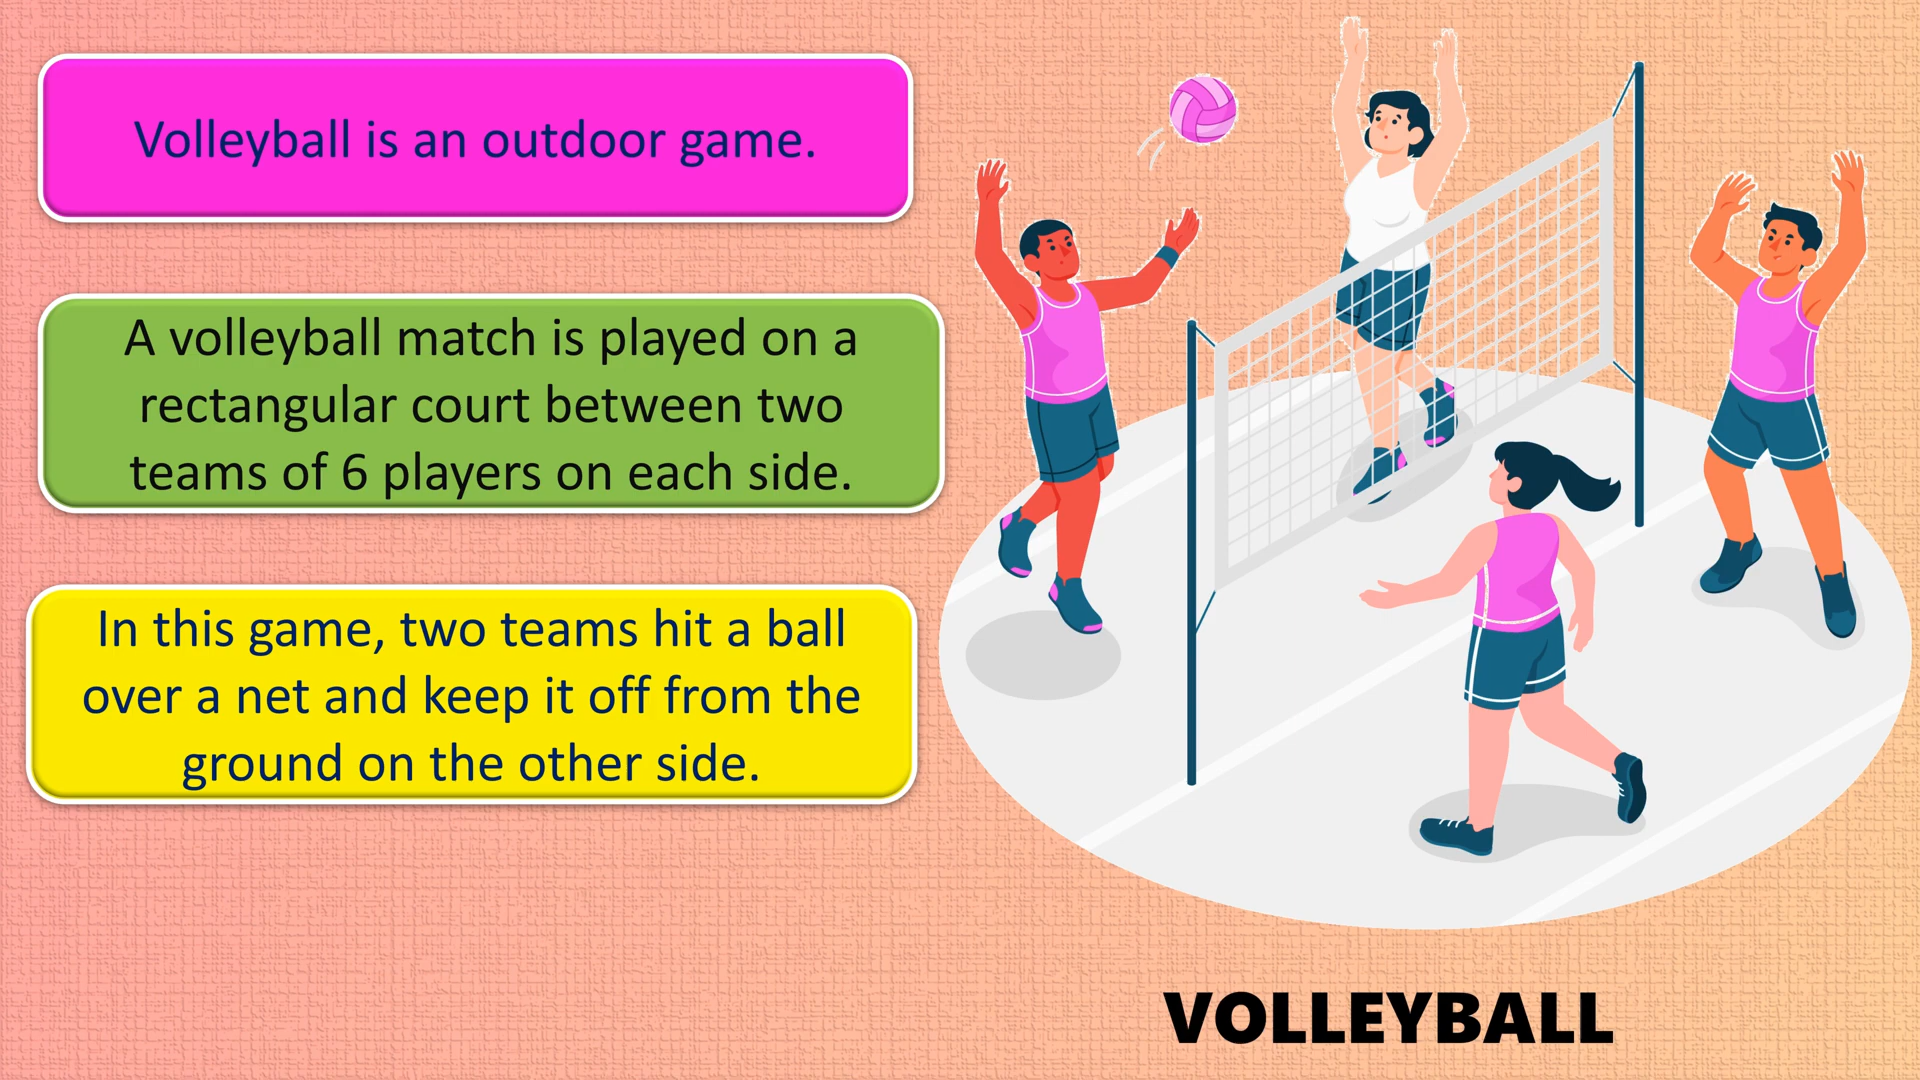 Volleyball is an outdoor game.
A volleyball match is played on a
rectangular court between two
teams of 6 players on each side.
In this game, two teams hit a ball
over a net and keep it off from the
ground on the other side.
VOLLEYBALL